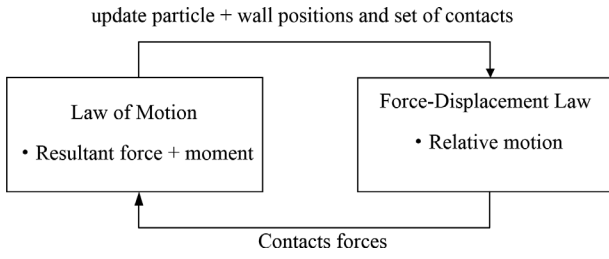 update particle + wall positions and set of contacts
Law of Motion
• Resultant force + moment
Force-Displacement Law
• Relative motion
Contacts forces